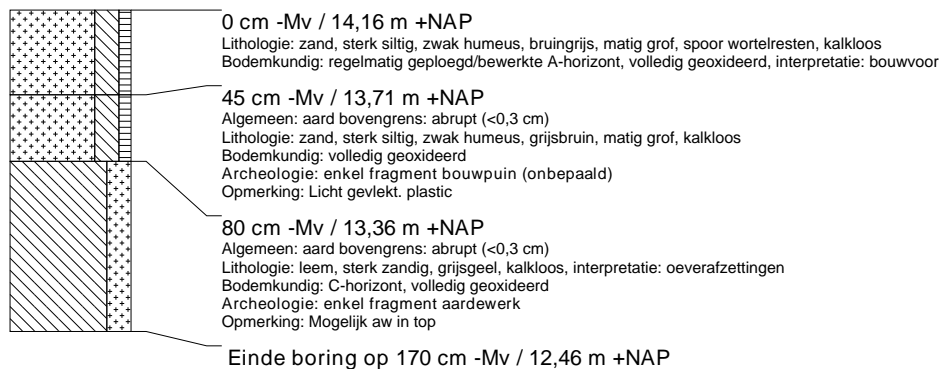 0 cm -Mv / 14,16 m +NAP
Lithologie: zand, sterk siltig, zwak humeus, bruingrijs, matig grof, spoor wortelresten, kalkloos
Bodemkundig: regelmatig geploegd/bewerkte A-horizont, volledig geoxideerd, interpretatie: bouwvoor
45 cm -Mv / 13,71 m +NAP
Algemeen: aard bovengrens: abrupt (<0,3 cm)
Lithologie: zand, sterk siltig, zwak humeus, grijsbruin, matig grof, kalkloos
Bodemkundig: volledig geoxideerd
Archeologie: enkel fragment bouwpuin (onbepaald)
Opmerking: Licht gevlekt. plastic
80 cm -Mv / 13,36 m +NAP
Algemeen: aard bovengrens: abrupt (<0,3 cm)
Lithologie: leem, sterk zandig, grijsgeel, kalkloos, interpretatie: oeverafzettingen
Bodemkundig: C-horizont, volledig geoxideerd
Archeologie: enkel fragment aardewerk
Opmerking: Mogelijk aw in top
Einde boring op 170 cm -Mv / 12,46 m +NAP